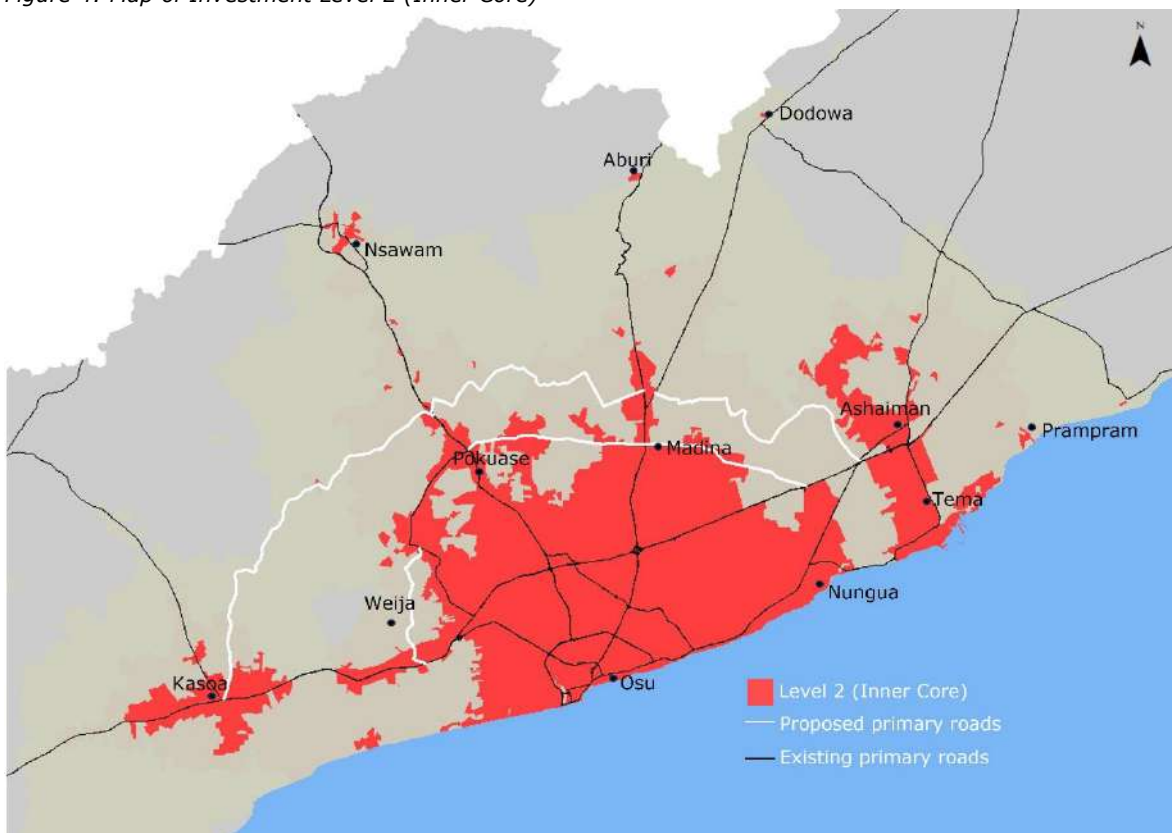 Figure 4: Map of Investment Level 2 (Inner Core)
N
Dodowa
Aburi
Nsawam
Ashaiman
Prampram
Madina
Pokuase
Tema
Nungua
Weija
Kasoa
Osu
Level 2 (Inner Core)
Proposed primary roads
Existing primary roads